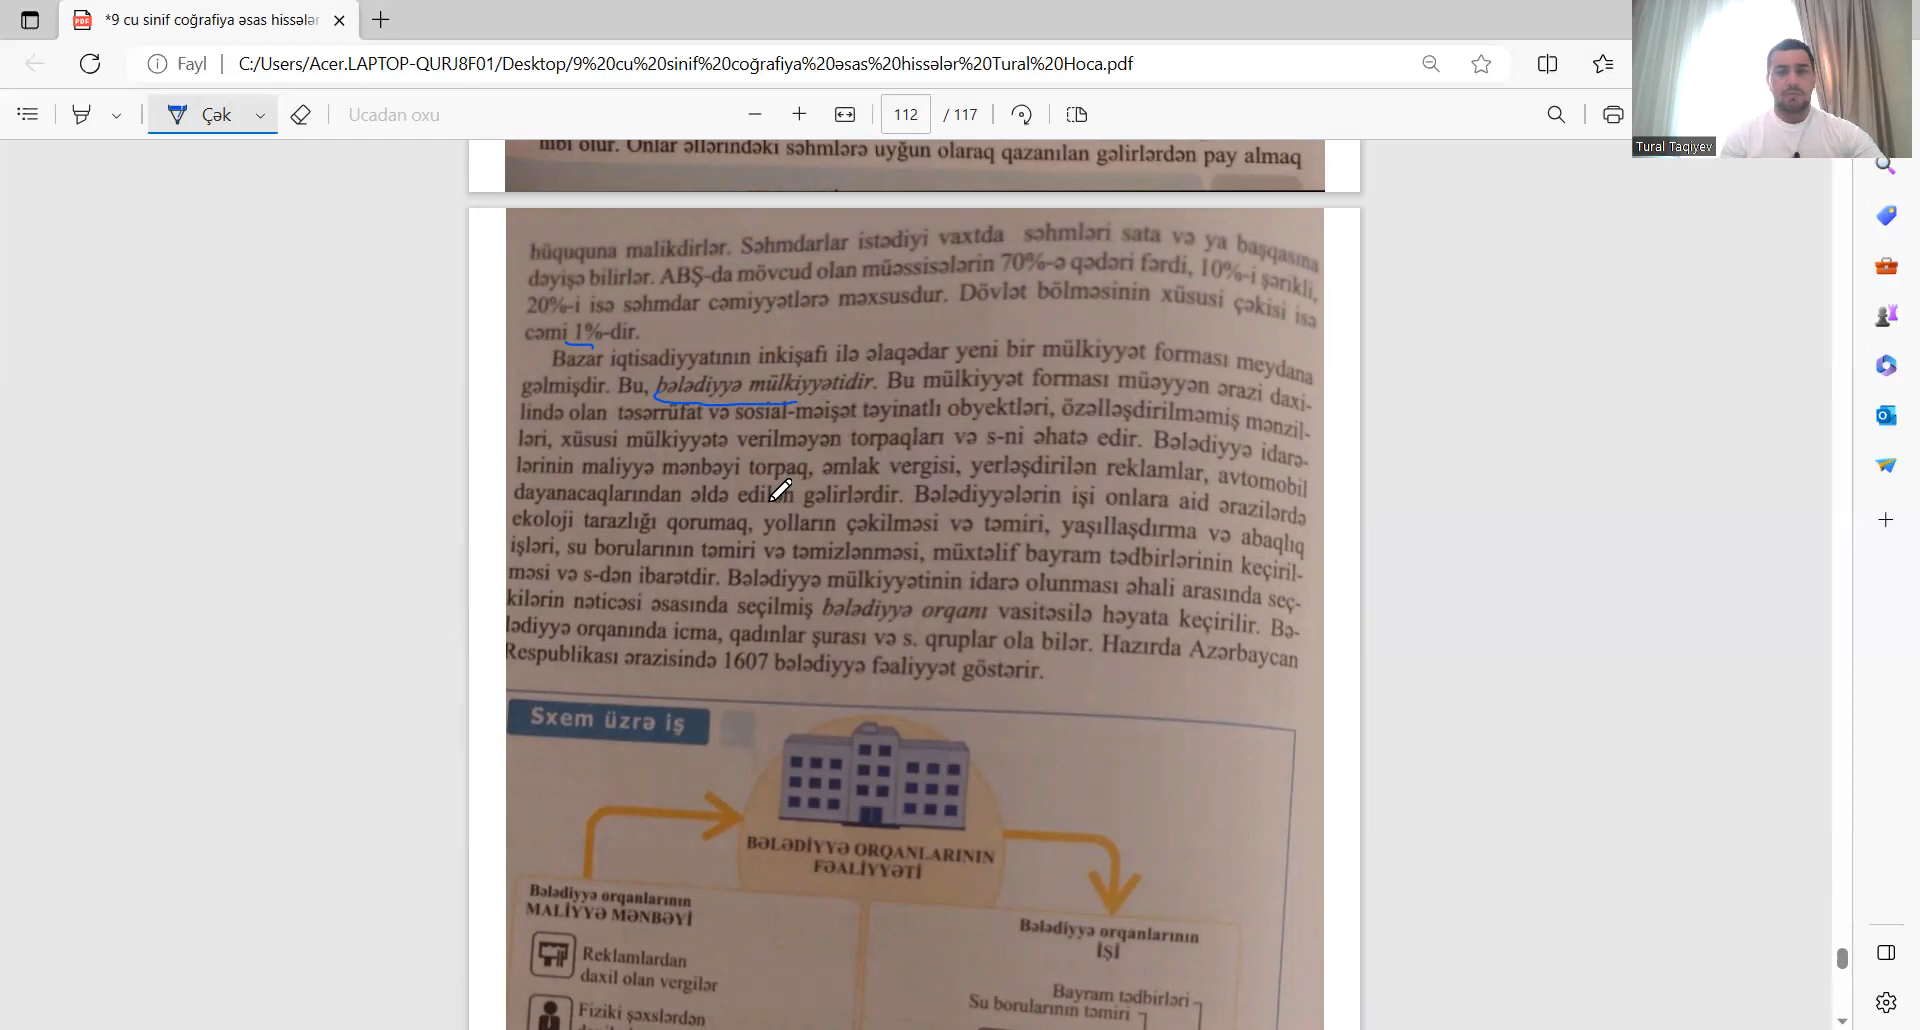 *9 cu sinif coğrafiya əsas hissələr
Fayl
C:/Users/Acer.LAPTOP-QURJ8F01/Desktop/9%20cu%20sinif%20coğrafiya%20əsas%20hissələr%20Tural%20Hoca.pdf
Çək
Ucadan oxu
112 / 117
Tural Taqiyev
olur. Onlar əllərindəki səhmlərə uyğun olaraq qazanılan gəlirlərdən pay almaq
hüququna malikdirlər. Səhmdarlar istədiyi vaxtda səhmləri sata və ya başqasına
dəyişə bilirlər. ABŞ-da mövcud olan müəssisələrin 70%-ə qədəri fərdi, 10%-i şərikli,
20%-i isə səhmdar cəmiyyətlərə məxsusdur. Dövlət bölməsinin xüsusi çəkisi isə
cəmi 1%-dir.
Bazar iqtisadiyyatının inkişafı ilə əlaqədar yeni bir mülkiyyət forması meydana
gəlmişdir. Bu, bələdiyyə mülkiyyətidir. Bu mülkiyyət forması müəyyən ərazi daxi-
lində olan təsərrüfat və sosial-məişət təyinatlı obyektləri, özəlləşdirilməmiş mənzil-
ləri, xüsusi mülkiyyətə verilməyən torpaqları və s-ni əhatə edir. Bələdiyyə idarə-
lərinin maliyyə mənbəyi torpaq, əmlak vergisi, yerləşdirilən reklamlar, avtomobil
dayanacaqlarından əldə edilən gəlirlərdir. Bələdiyyələrin işi onlara aid ərazilərdə
ekoloji tarazlığı qorumaq, yolların çəkilməsi və təmiri, yaşıllaşdırma və abadlıq
işləri, su borularının təmiri və təmizlənməsi, müxtəlif bayram tədbirlərinin keçiril-
məsi və s-dən ibarətdir. Bələdiyyə mülkiyyətinin idarə olunması əhali arasında seç-
kilərin nəticəsi əsasında seçilmiş bələdiyyə orqanı vasitəsilə həyata keçirilir. Bə-
lədiyyə orqanında icma, qadınlar şurası və s. qruplar ola bilər. Hazırda Azərbaycan
Respublikası ərazisində 1607 bələdiyyə fəaliyyət göstərir.
Sxem üzrə iş
BƏLƏDİYYƏ ORQANLARININ
FƏALİYYƏTİ
Bələdiyyə orqanlarının
MALİYYƏ MƏNBƏYİ
Reklamlardan
daxil olan vergilər
Fiziki şəxslərdən
Bələdiyyə orqanlarının
İŞİ
Bayram tədbirləri
Su borularının təmiri